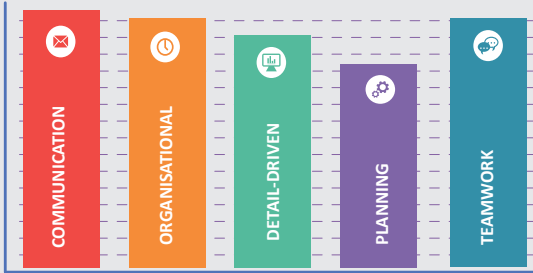 COMMUNICATION
ORGANISATIONAL
DETAIL-DRIVEN
PLANNING
TEAMWORK